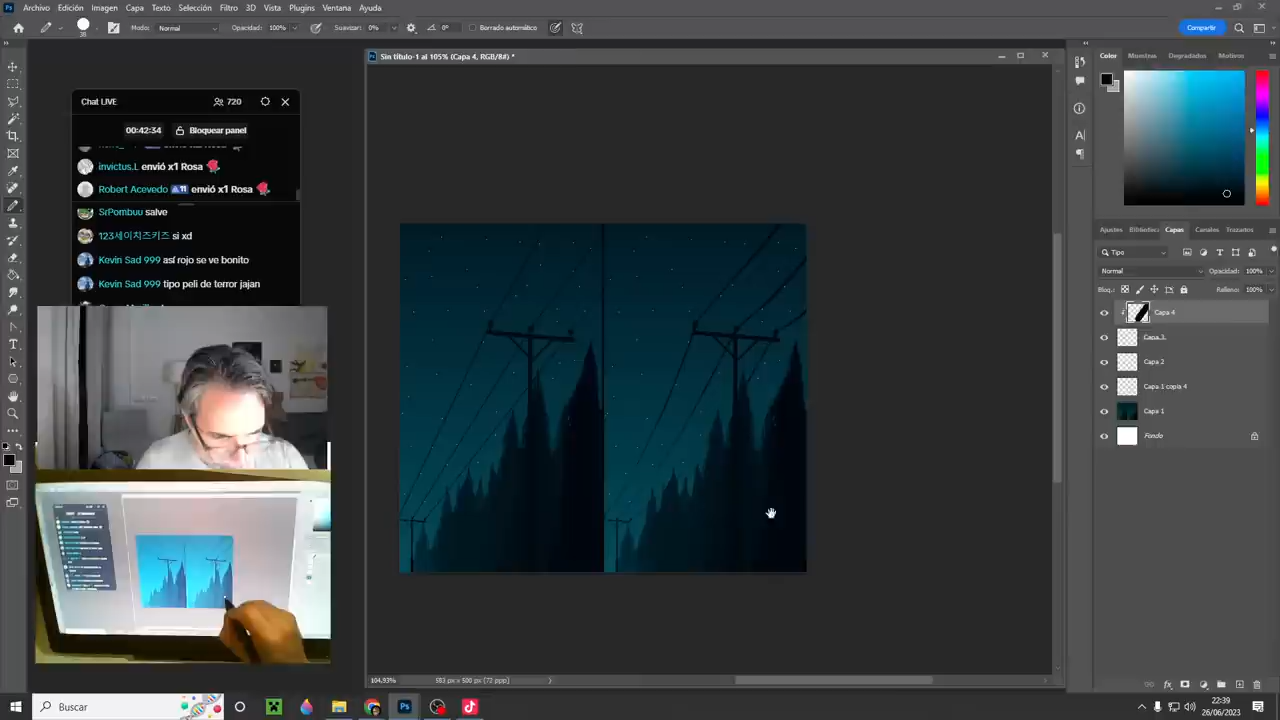 Archivo Edición Imagen Capa Texto Selección Filtro 3D Vista Plugins Ventana Ayuda
38 Modo: Normal Opacidad: 100% Suavizar: 0% 0° Borrado automático Compartir
Sin título-1 al 105% (Capa 4, RGB/8#) *
Color Muestras Degradados Motivos
Chat LIVE 720
00:42:34 Bloquear panel
invictus.L envió x1 Rosa
Robert Acevedo 11 envió x1 Rosa
SrPombuu salve
123세이치즈키즈 si xd
Kevin Sad 999 así rojo se ve bonito
Kevin Sad 999 tipo peli de terror jajan
Ajustes Bibliotecas Capas Canales Trazados
Tipo
Normal Opacidad: 100%
Bloq.: Relleno: 100%
Capa 4
Capa 3
Capa 2
Capa 1 copia 4
Capa 1
Fondo
104,93% 583 px x 500 px (72 ppp)
Buscar
22:39
26/06/2023